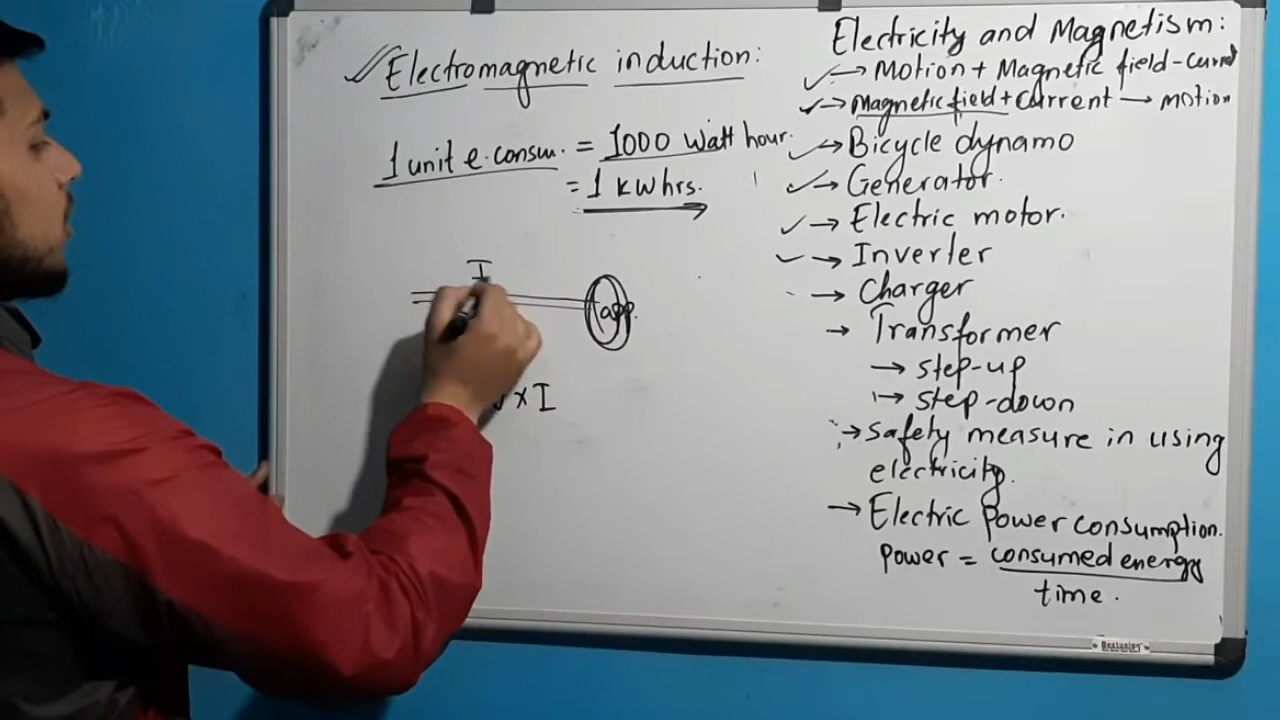 Electromagnetic induction:
1 unit e.consum. = 1000 watt hour.
= 1 kwhrs.
I
app.
× I
Electricity and Magnetism:
→ Motion + Magnetic field - current
→ Magnetic field + Current → motion
→ Bicycle dynamo
→ Generator.
→ Electric motor.
→ Inverter
→ Charger
→ Transformer
→ step-up
→ step-down
→ safety measure in using
electricity.
→ Electric power consumption.
Power = consumed energy
time.